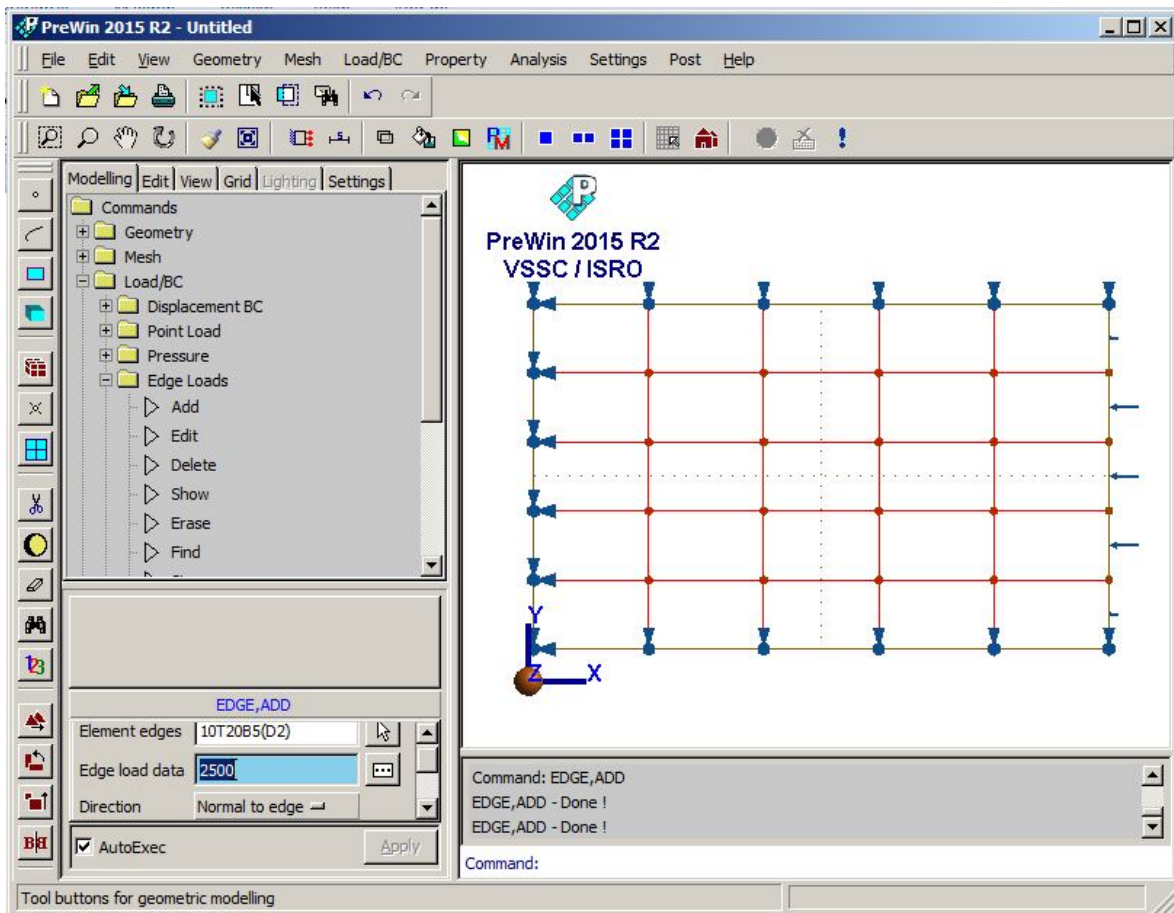 PreWin 2015 R2 - Untitled
File Edit View Geometry Mesh Load/BC Property Analysis Settings Post Help
Modelling Edit View Grid Lighting Settings
Commands
Geometry
Mesh
Load/BC
Displacement BC
Point Load
Pressure
Edge Loads
Add
Edit
Delete
Show
Erase
Find
EDGE,ADD
Element edges 10T20B5(D2)
Edge load data 2500
Direction Normal to edge
AutoExec Apply
PreWin 2015 R2
VSSC / ISRO
Y
Z X
Command: EDGE,ADD
EDGE,ADD - Done !
EDGE,ADD - Done !
Command:
Tool buttons for geometric modelling